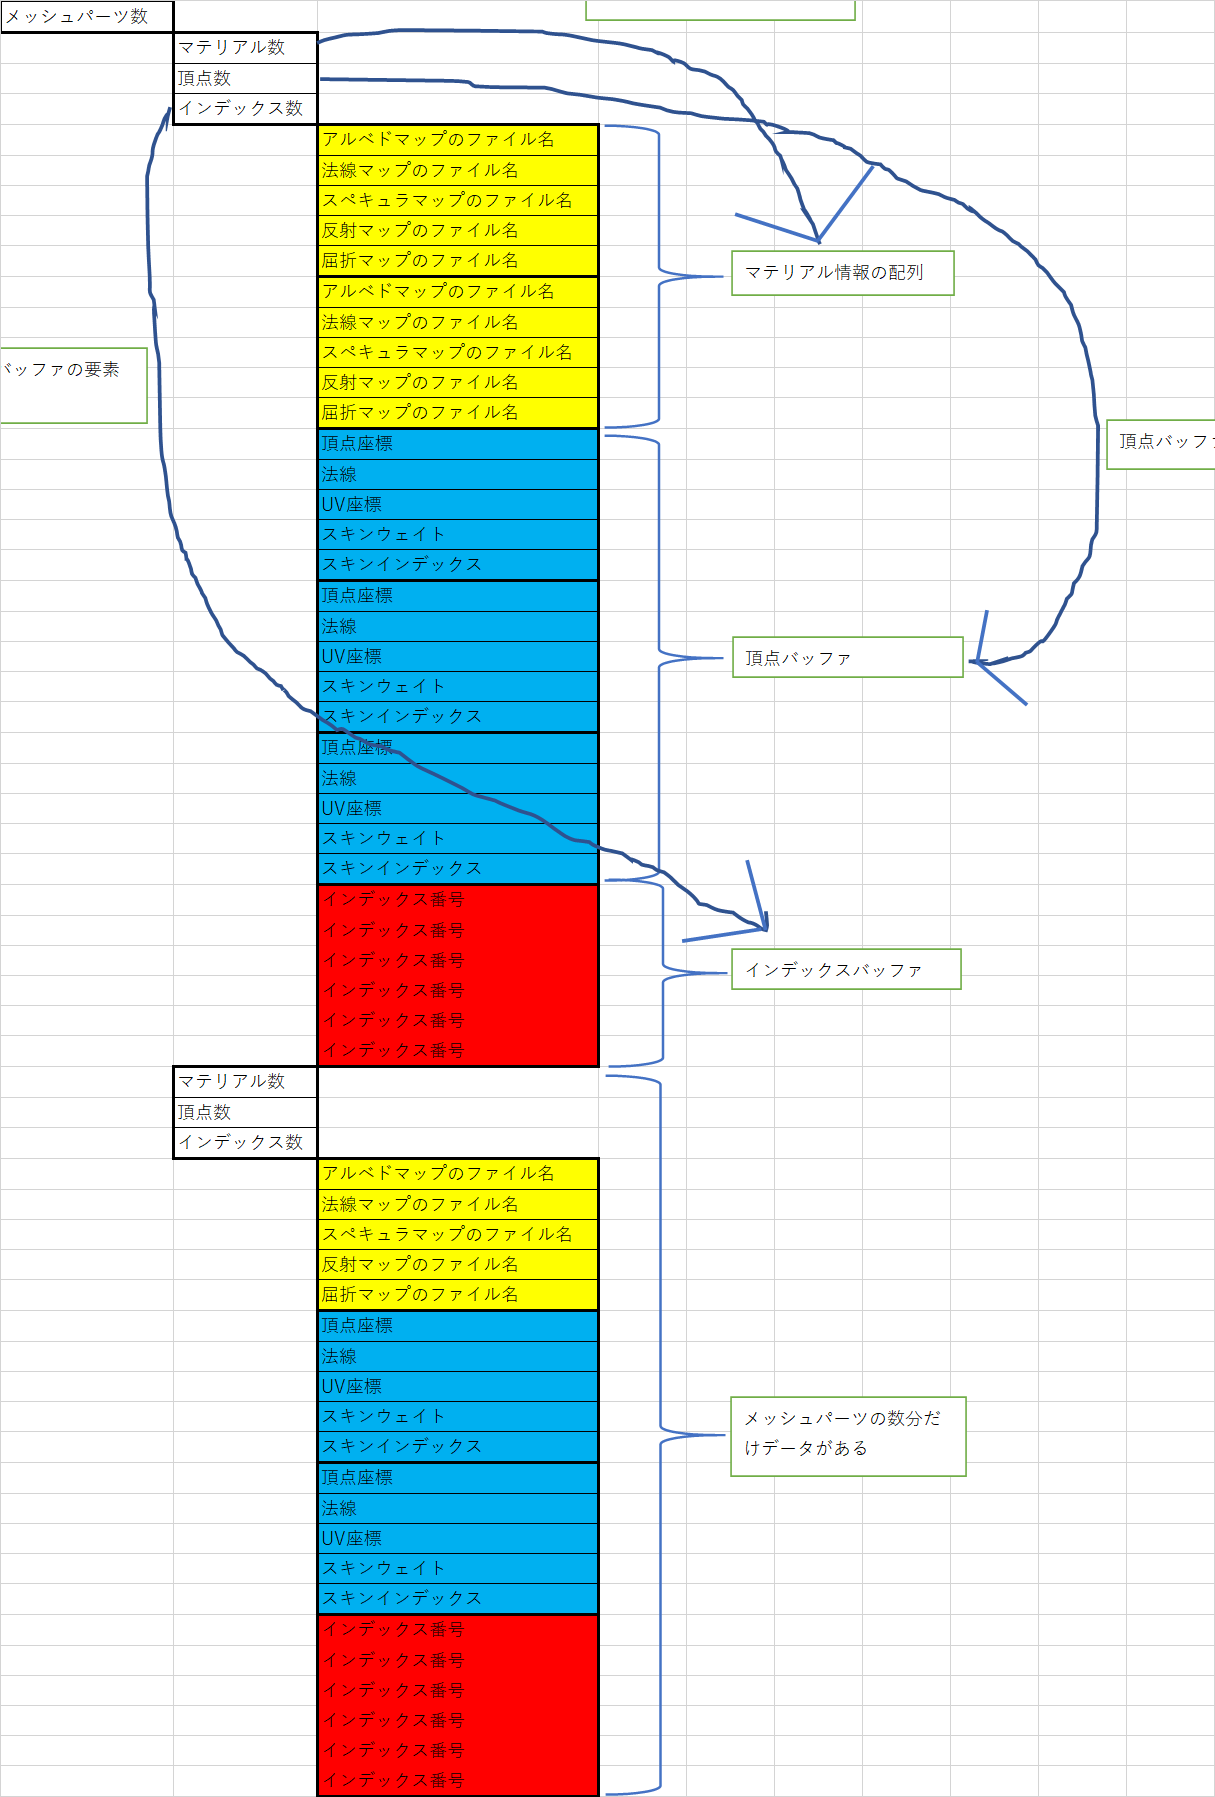 メッシュパーツ数
マテリアル数
頂点数
インデックス数
アルベドマップのファイル名
法線マップのファイル名
スペキュラマップのファイル名
反射マップのファイル名
屈折マップのファイル名
マテリアル情報の配列
アルベドマップのファイル名
法線マップのファイル名
スペキュラマップのファイル名
バッファの要素
反射マップのファイル名
屈折マップのファイル名
頂点座標
頂点バッファ
法線
UV座標
スキンウェイト
スキンインデックス
頂点座標
法線
UV座標
頂点バッファ
スキンウェイト
スキンインデックス
頂点座標
法線
UV座標
スキンウェイト
スキンインデックス
インデックス番号
インデックス番号
インデックス番号
インデックスバッファ
インデックス番号
インデックス番号
インデックス番号
マテリアル数
頂点数
インデックス数
アルベドマップのファイル名
法線マップのファイル名
スペキュラマップのファイル名
反射マップのファイル名
屈折マップのファイル名
頂点座標
法線
UV座標
スキンウェイト
スキンインデックス
メッシュパーツの数分だ
けデータがある
頂点座標
法線
UV座標
スキンウェイト
スキンインデックス
インデックス番号
インデックス番号
インデックス番号
インデックス番号
インデックス番号
インデックス番号